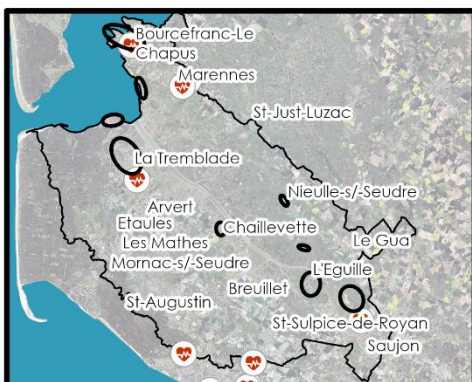 Bourcefranc-Le
Chapus
Marennes
St-Just-Luzac
La Tremblade
Nieulle-s/-Seudre
Arvert
Etaules
Chaillevette
Le Gua
Les Mathes
Mornac-s/-Seudre
L'Eguille
Breuillet
St-Augustin
St-Sulpice-de-Royan
Saujon